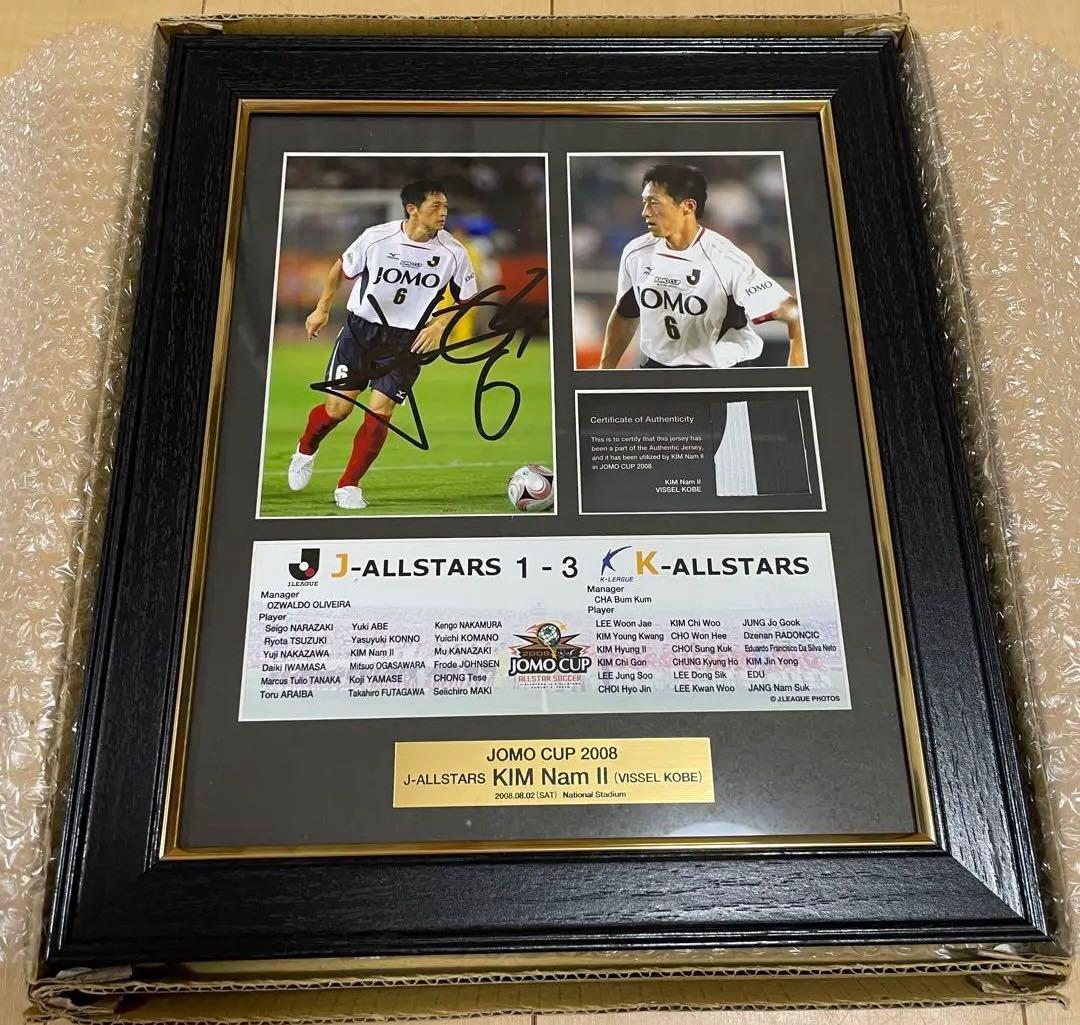 JOMO
6
6
JOMO CUP
JOMO
JOMO
6
6
Certificate of Authenticity
This is to certify that this jersey has
been a part of the Authentic Jersey,
and it has been utilized by KIM Nam Il
in JOMO CUP 2008.
KIM Nam Il
VISSEL KOBE
J.LEAGUE
J-ALLSTARS 1 - 3 K-ALLSTARS
K-LEAGUE
Manager
OZWALDO OLIVEIRA
Player
Seigo NARAZAKI Yuki ABE Kengo NAKAMURA
Ryota TSUZUKI Yasuyuki KONNO Yuichi KOMANO
Yuji NAKAZAWA KIM Nam Il Mu KANAZAKI
Daiki IWAMASA Mitsuo OGASAWARA Frode JOHNSEN
Marcus Tulio TANAKA Koji YAMASE CHONG Tese
Toru ARAIBA Takahiro FUTAGAWA Seiichiro MAKI
2008
JOMO CUP
ALLSTAR SOCCER
Manager
CHA Bum Kum
Player
LEE Woon Jae KIM Chi Woo JUNG Jo Gook
KIM Young Kwang CHO Won Hee Dzenan RADONCIC
KIM Hyung Il CHOI Sung Kuk Eduardo Francisco Da Silva Neto
KIM Chi Gon CHUNG Kyung Ho KIM Jin Yong
LEE Jung Soo LEE Dong Sik EDU
CHOI Hyo Jin LEE Kwan Woo JANG Nam Suk
© J.LEAGUE PHOTOS
JOMO CUP 2008
J-ALLSTARS KIM Nam Il (VISSEL KOBE)
2008.08.02 (SAT) National Stadium